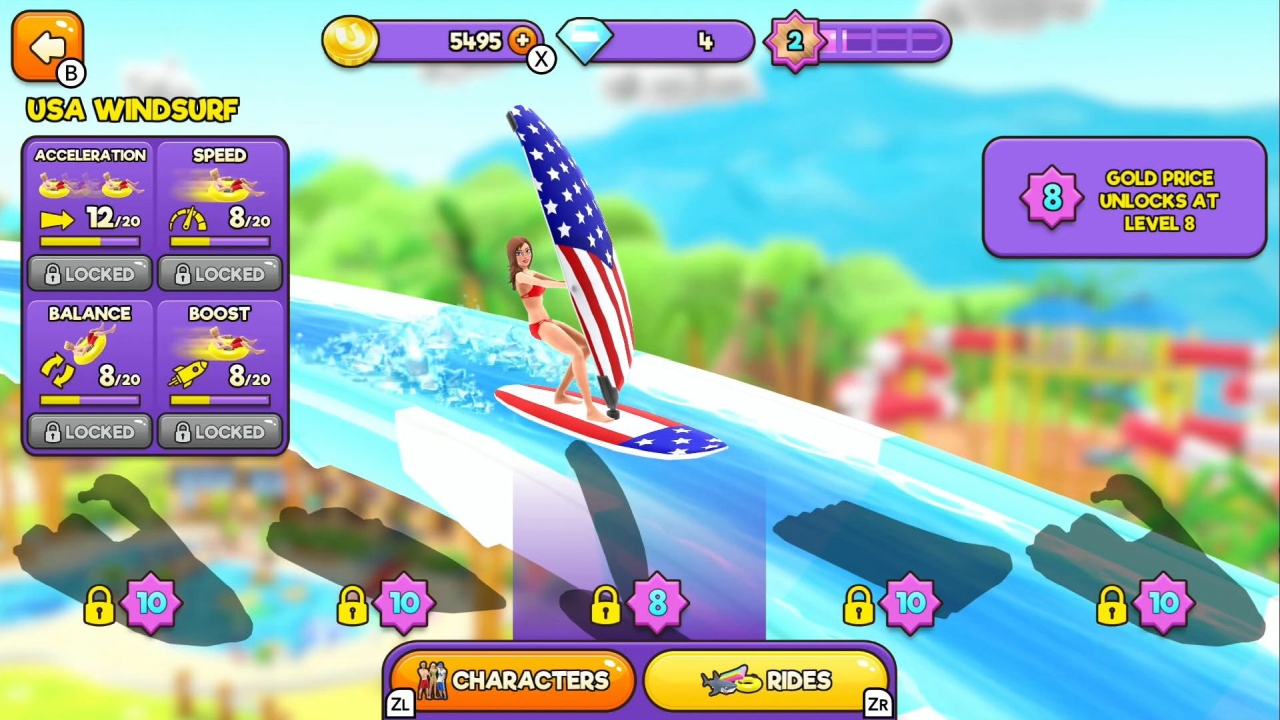 B
5495
X
4
2
USA WINDSURF
ACCELERATION
12/20
LOCKED
SPEED
8/20
LOCKED
BALANCE
8/20
LOCKED
BOOST
8/20
LOCKED
8
GOLD PRICE
UNLOCKS AT
LEVEL 8
10
10
8
10
10
ZL
CHARACTERS
RIDES
ZR